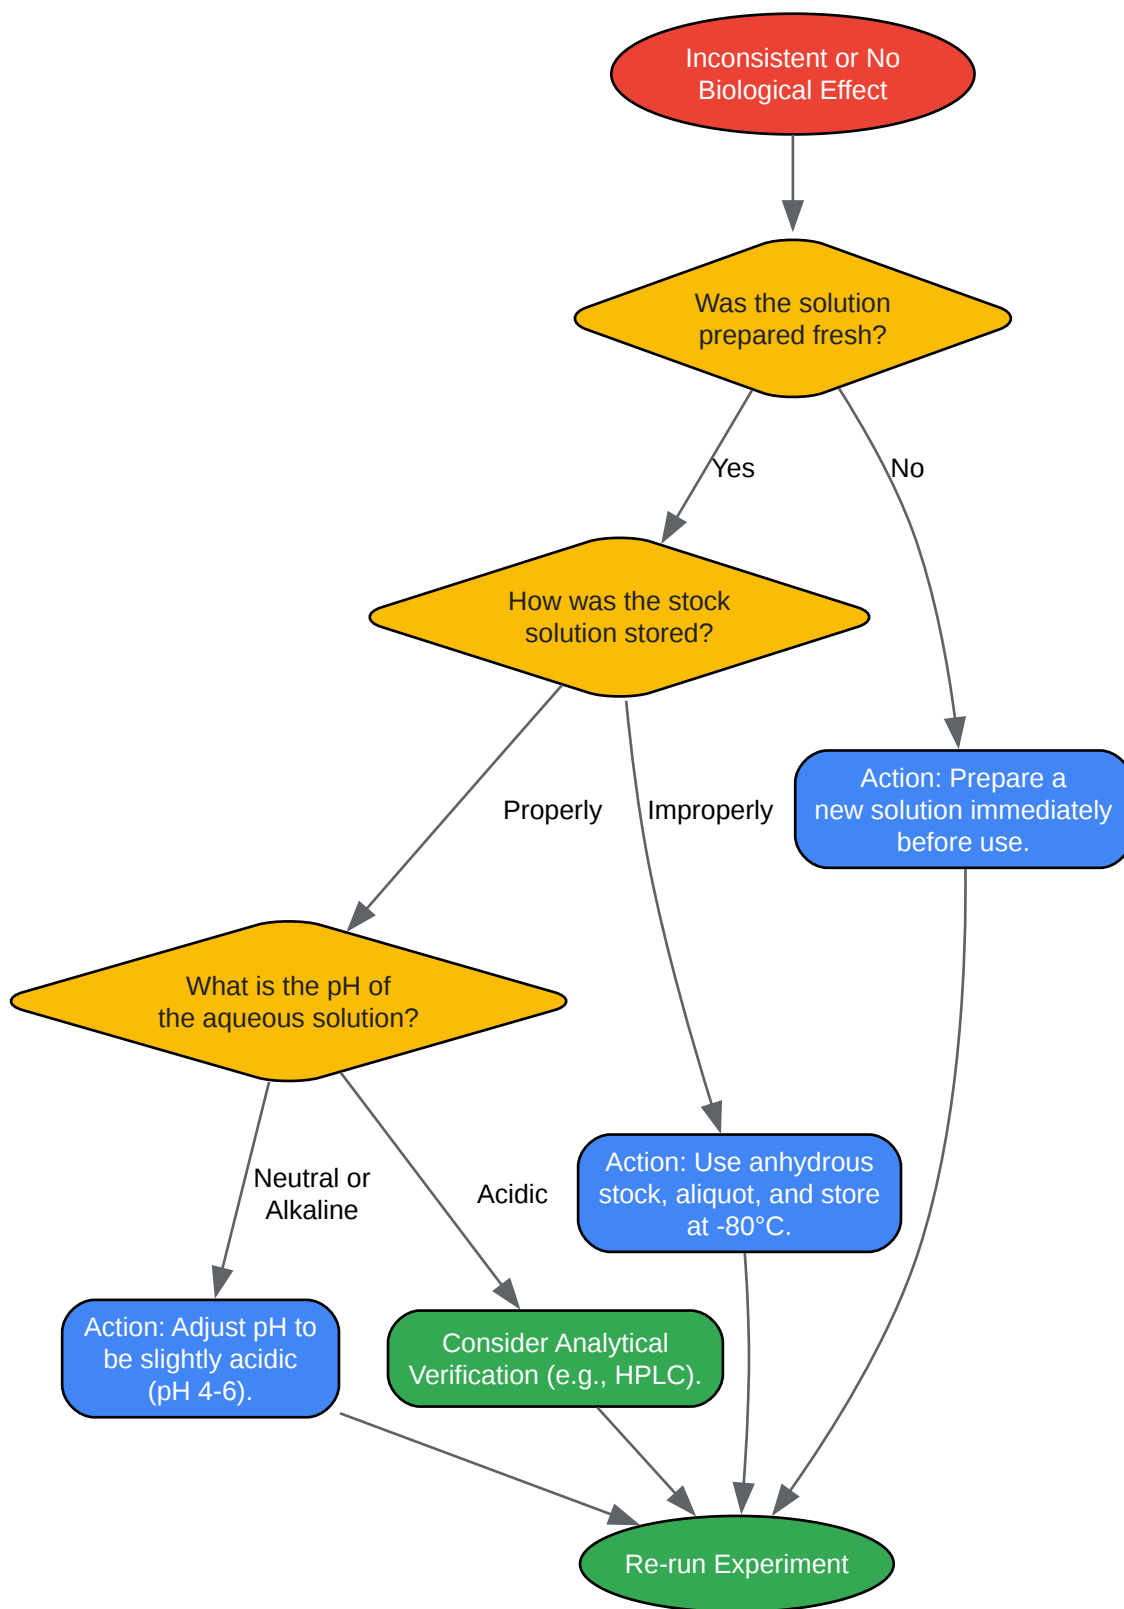 Inconsistent or No
Biological Effect
Was the solution
prepared fresh?
Yes
No
How was the stock
solution stored?
Properly
Improperly
Action: Prepare a
new solution immediately
before use.
What is the pH of
the aqueous solution?
Neutral or
Alkaline
Acidic
Action: Use anhydrous
stock, aliquot, and store
at -80°C.
Action: Adjust pH to
be slightly acidic
(pH 4-6).
Consider Analytical
Verification (e.g., HPLC).
Re-run Experiment